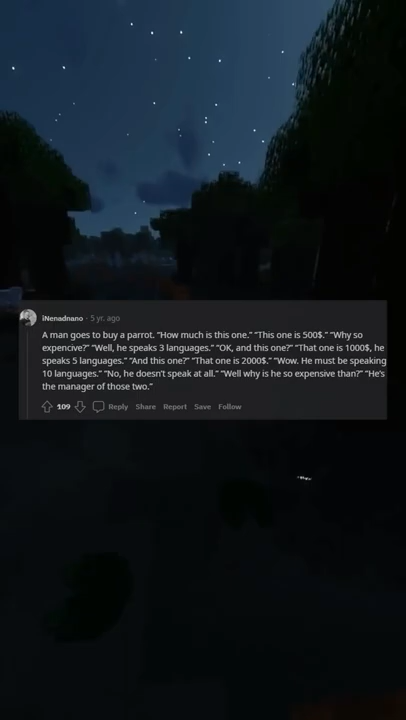 iNenadnano · 5 yr. ago
A man goes to buy a parrot. “How much is this one.” “This one is 500$.” “Why so
expencive?” “Well, he speaks 3 languages.” “OK, and this one?” “That one is 1000$, he
speaks 5 languages.” “And this one?” “That one is 2000$.” “Wow. He must be speaking
10 languages.” “No, he doesn’t speak at all.” “Well why is he so expensive than?” “He’s
the manager of those two.”
109 Reply Share Report Save Follow